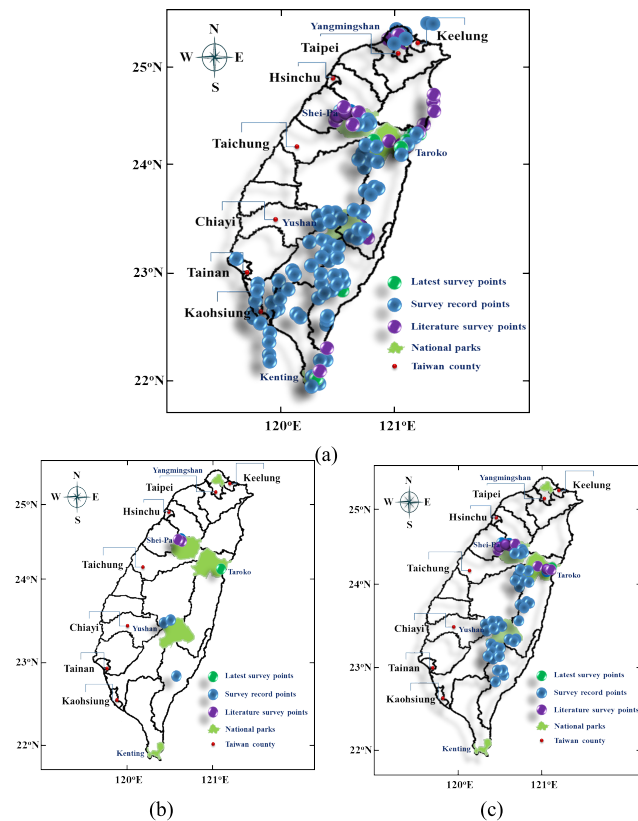 N
W E
S
25°N
24°N
23°N
22°N
120°E
121°E
Yangmingshan
Keelung
Taipei
Hsinchu
Shei-Pa
Taichung
Taroko
Chiayi
Yushan
Tainan
Kaohsiung
Kenting
Latest survey points
Survey record points
Literature survey points
National parks
Taiwan county
(a)
N
W E
S
25°N
24°N
23°N
22°N
120°E
121°E
Yangmingshan
Keelung
Taipei
Hsinchu
Shei-Pa
Taichung
Taroko
Chiayi
Yushan
Tainan
Kaohsiung
Kenting
Latest survey points
Survey record points
Literature survey points
National parks
Taiwan county
(b)
N
W E
S
25°N
24°N
23°N
22°N
120°E
121°E
Yangmingshan
Keelung
Taipei
Hsinchu
Shei-Pa
Taichung
Taroko
Chiayi
Yushan
Tainan
Kaohsiung
Kenting
Latest survey points
Survey record points
Literature survey points
National parks
Taiwan county
(c)